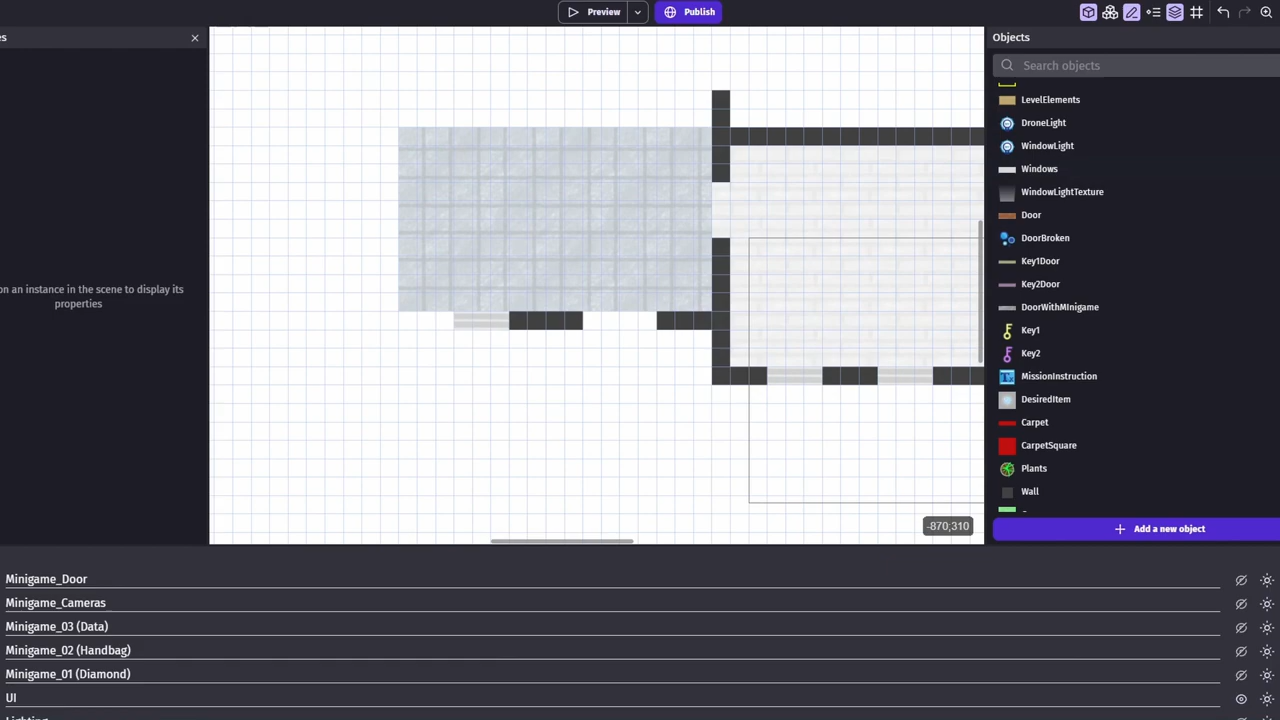 Preview
Publish
es
Objects
Search objects
LevelElements
DroneLight
WindowLight
Windows
WindowLightTexture
Door
DoorBroken
Key1Door
Key2Door
DoorWithMInigame
Key1
Key2
MissionInstruction
DesiredItem
Carpet
CarpetSquare
Plants
Wall
on an instance in the scene to display its
properties
-870;310
Add a new object
Minigame_Door
Minigame_Cameras
Minigame_03 (Data)
Minigame_02 (Handbag)
Minigame_01 (Diamond)
UI
Lighting